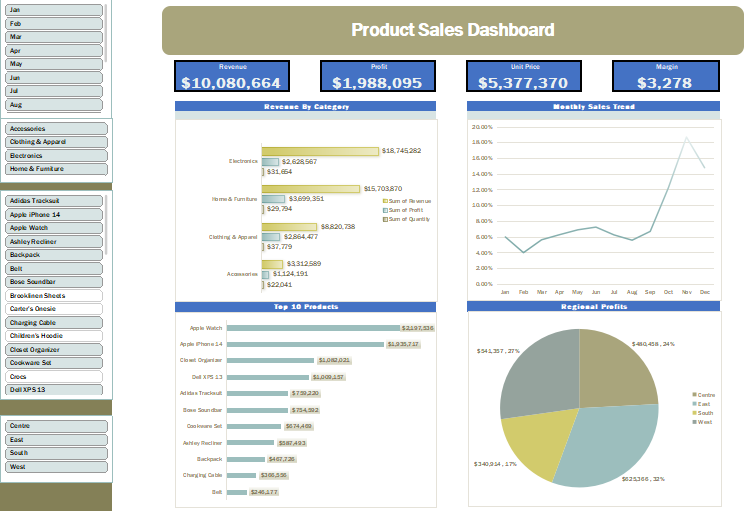 Jan
Feb
Mar
Apr
May
Jun
Jul
Aug
Accessories
Clothing & Apparel
Electronics
Home & Furniture
Adidas Tracksuit
Apple iPhone 14
Apple Watch
Ashley Recliner
Backpack
Belt
Bose Soundbar
Brooklinen Sheets
Carter's Onesie
Charging Cable
Children's Hoodie
Closet Organizer
Cookware Set
Crocs
Dell XPS 13
Centre
East
South
West
Product Sales Dashboard
Revenue
$10,080,664
Profit
$1,988,095
Unit Price
$5,377,370
Margin
$3,278
Revenue By Category
Electronics
$18,745,282
$2,628,567
$31,654
Home & Furniture
$15,703,870
$3,699,351
$29,794
Clothing & Apparel
$8,820,738
$2,864,477
$37,779
Accessories
$3,312,589
$1,124,191
$22,041
Sum of Revenue
Sum of Profit
Sum of Quantity
Monthly Sales Trend
20.00%
18.00%
16.00%
14.00%
12.00%
10.00%
8.00%
6.00%
4.00%
2.00%
0.00%
Jan Feb Mar Apr May Jun Jul Aug Sep Oct Nov Dec
Top 10 Products
Apple Watch $2,197,536
Apple iPhone 14 $1,935,717
Closet Organizer $1,082,021
Dell XPS 13 $1,009,157
Adidas Tracksuit $759,220
Bose Soundbar $754,592
Cookware Set $674,489
Ashley Recliner $587,493
Backpack $467,726
Charging Cable $366,556
Belt $246,177
Regional Profits
$541,357, 27%
$480,458, 24%
$340,914, 17%
$625,366, 32%
Centre
East
South
West